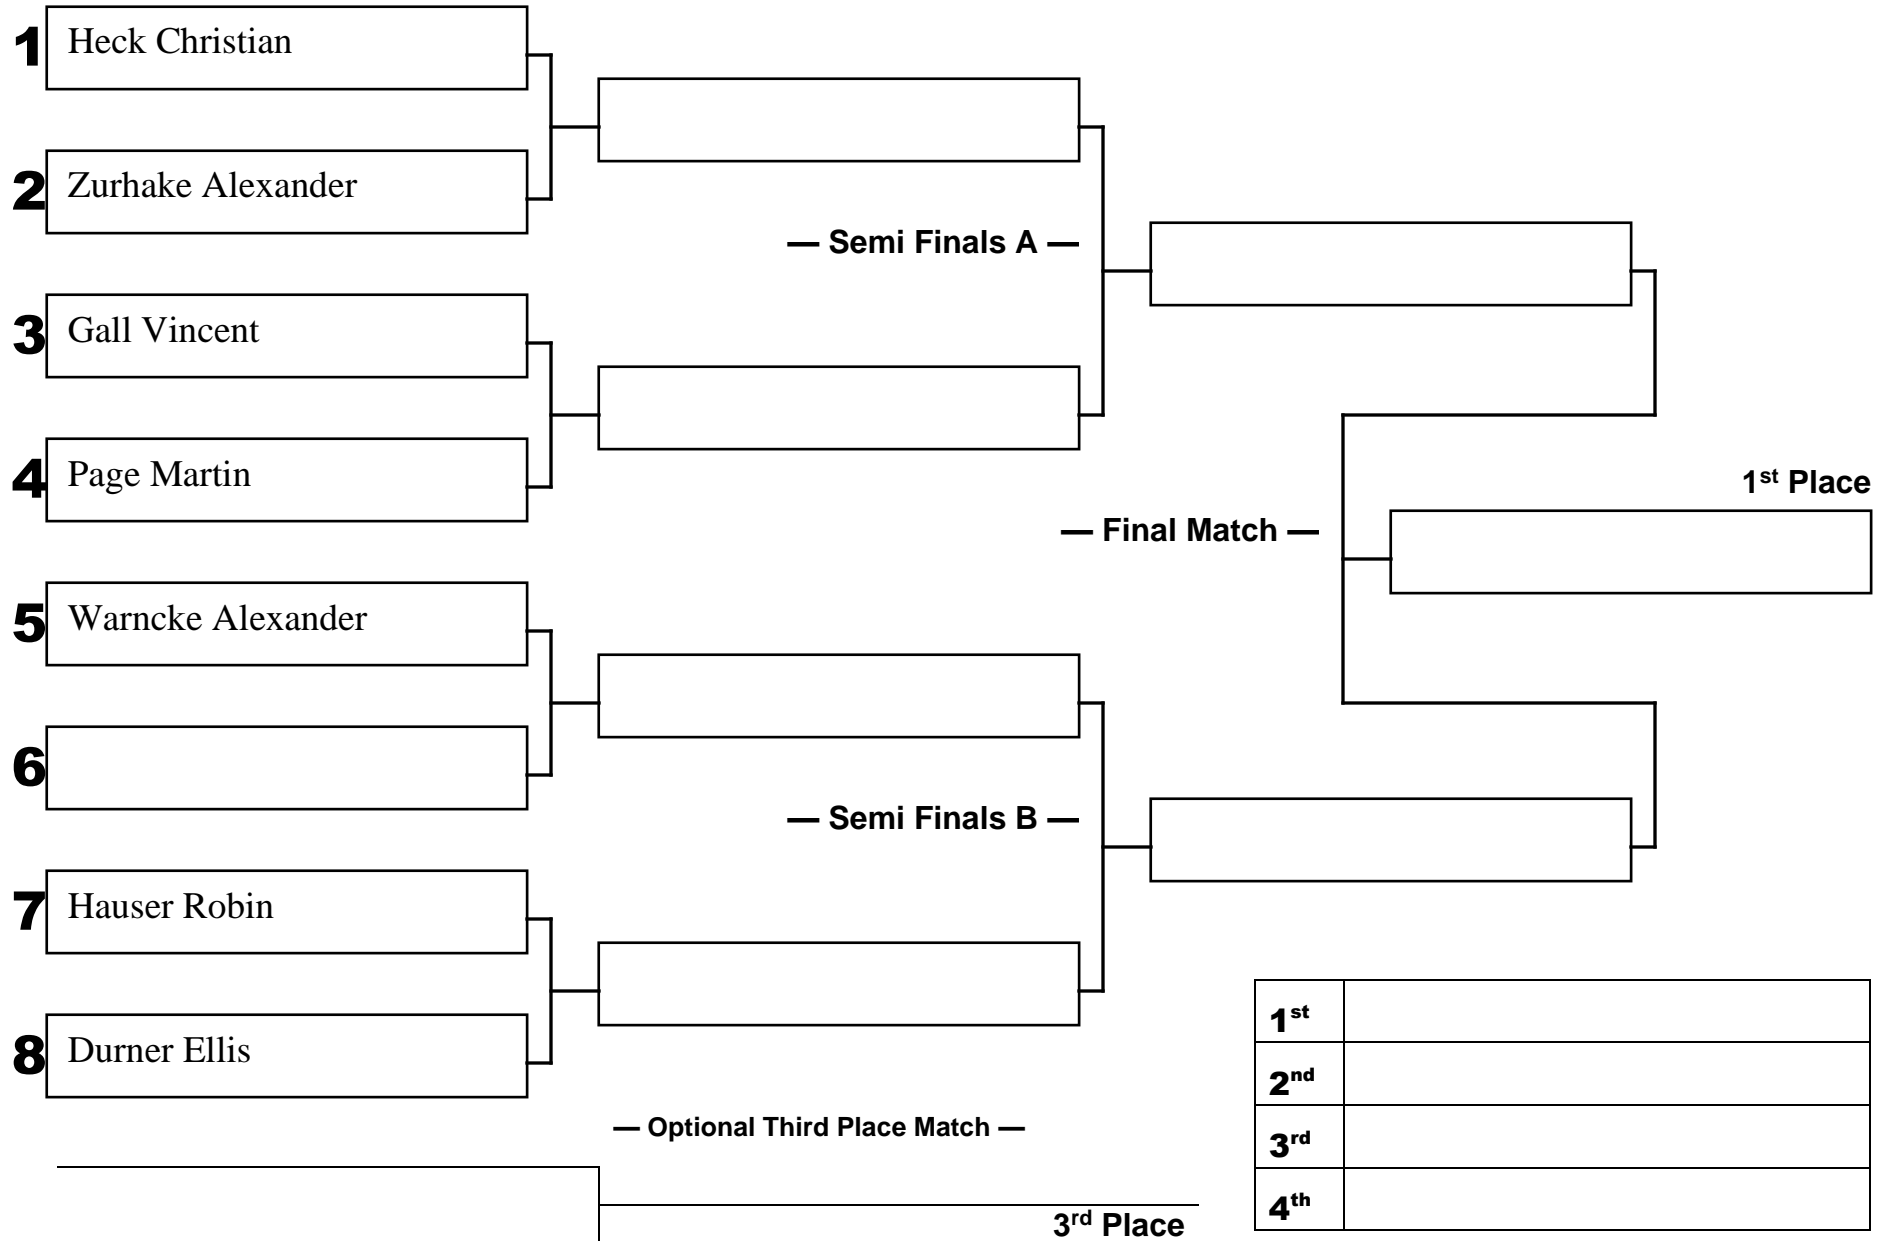 1 Heck Christian
2 Zurhake Alexander
— Semi Finals A —
3 Gall Vincent
4 Page Martin
1st Place
— Final Match —
5 Warncke Alexander
6
— Semi Finals B —
7 Hauser Robin
8 Durner Ellis
— Optional Third Place Match —
3rd Place
1st
2nd
3rd
4th